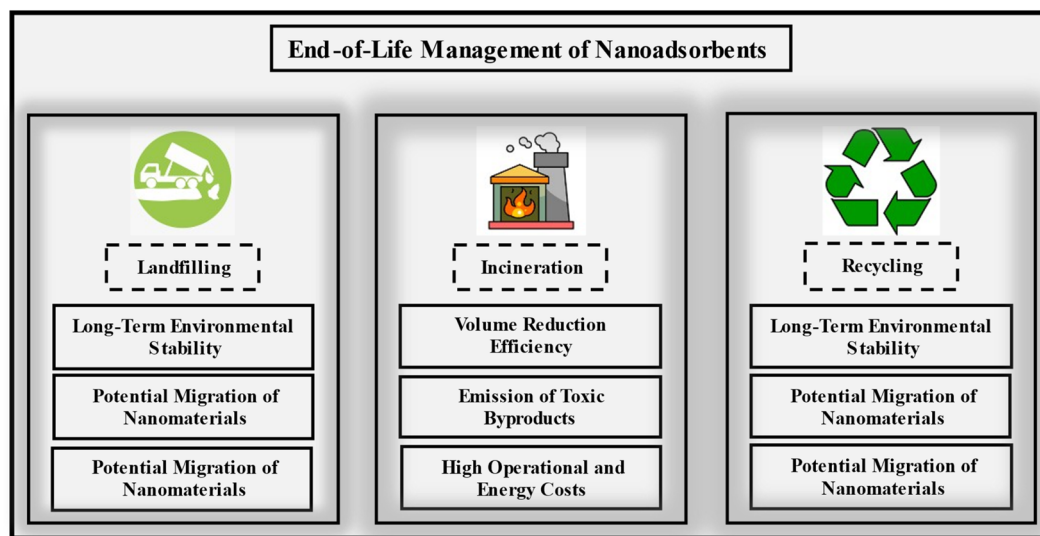 End-of-Life Management of Nanoadsorbents
Landfilling
Long-Term Environmental
Stability
Potential Migration of
Nanomaterials
Potential Migration of
Nanomaterials
Incineration
Volume Reduction
Efficiency
Emission of Toxic
Byproducts
High Operational and
Energy Costs
Recycling
Long-Term Environmental
Stability
Potential Migration of
Nanomaterials
Potential Migration of
Nanomaterials